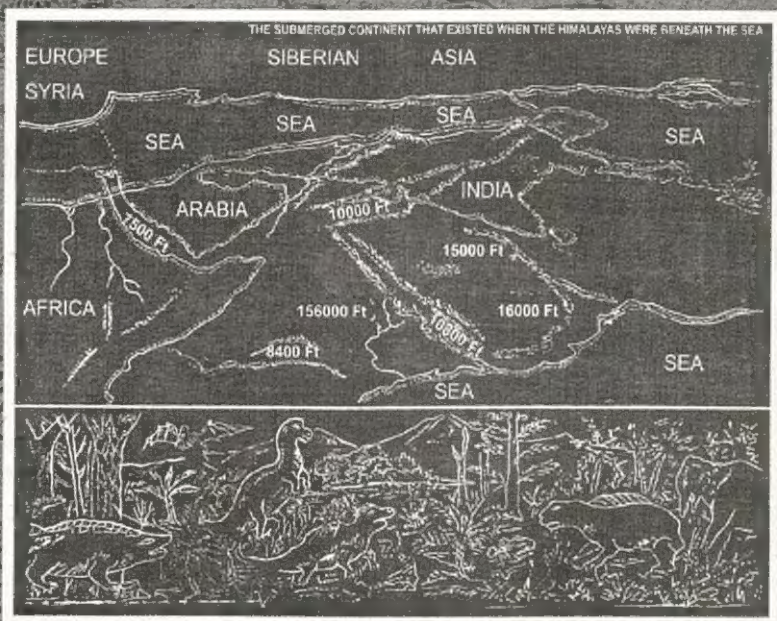 THE SUBMERGED CONTINENT THAT EXISTED WHEN THE HIMALAYAS WERE BENEATH THE SEA
EUROPE SIBERIAN ASIA
SYRIA
SEA SEA SEA SEA
ARABIA INDIA
10000 Ft
7500 Ft
15000 Ft
AFRICA 156000 Ft 16000 Ft
10800 Ft
8400 Ft
SEA
SEA